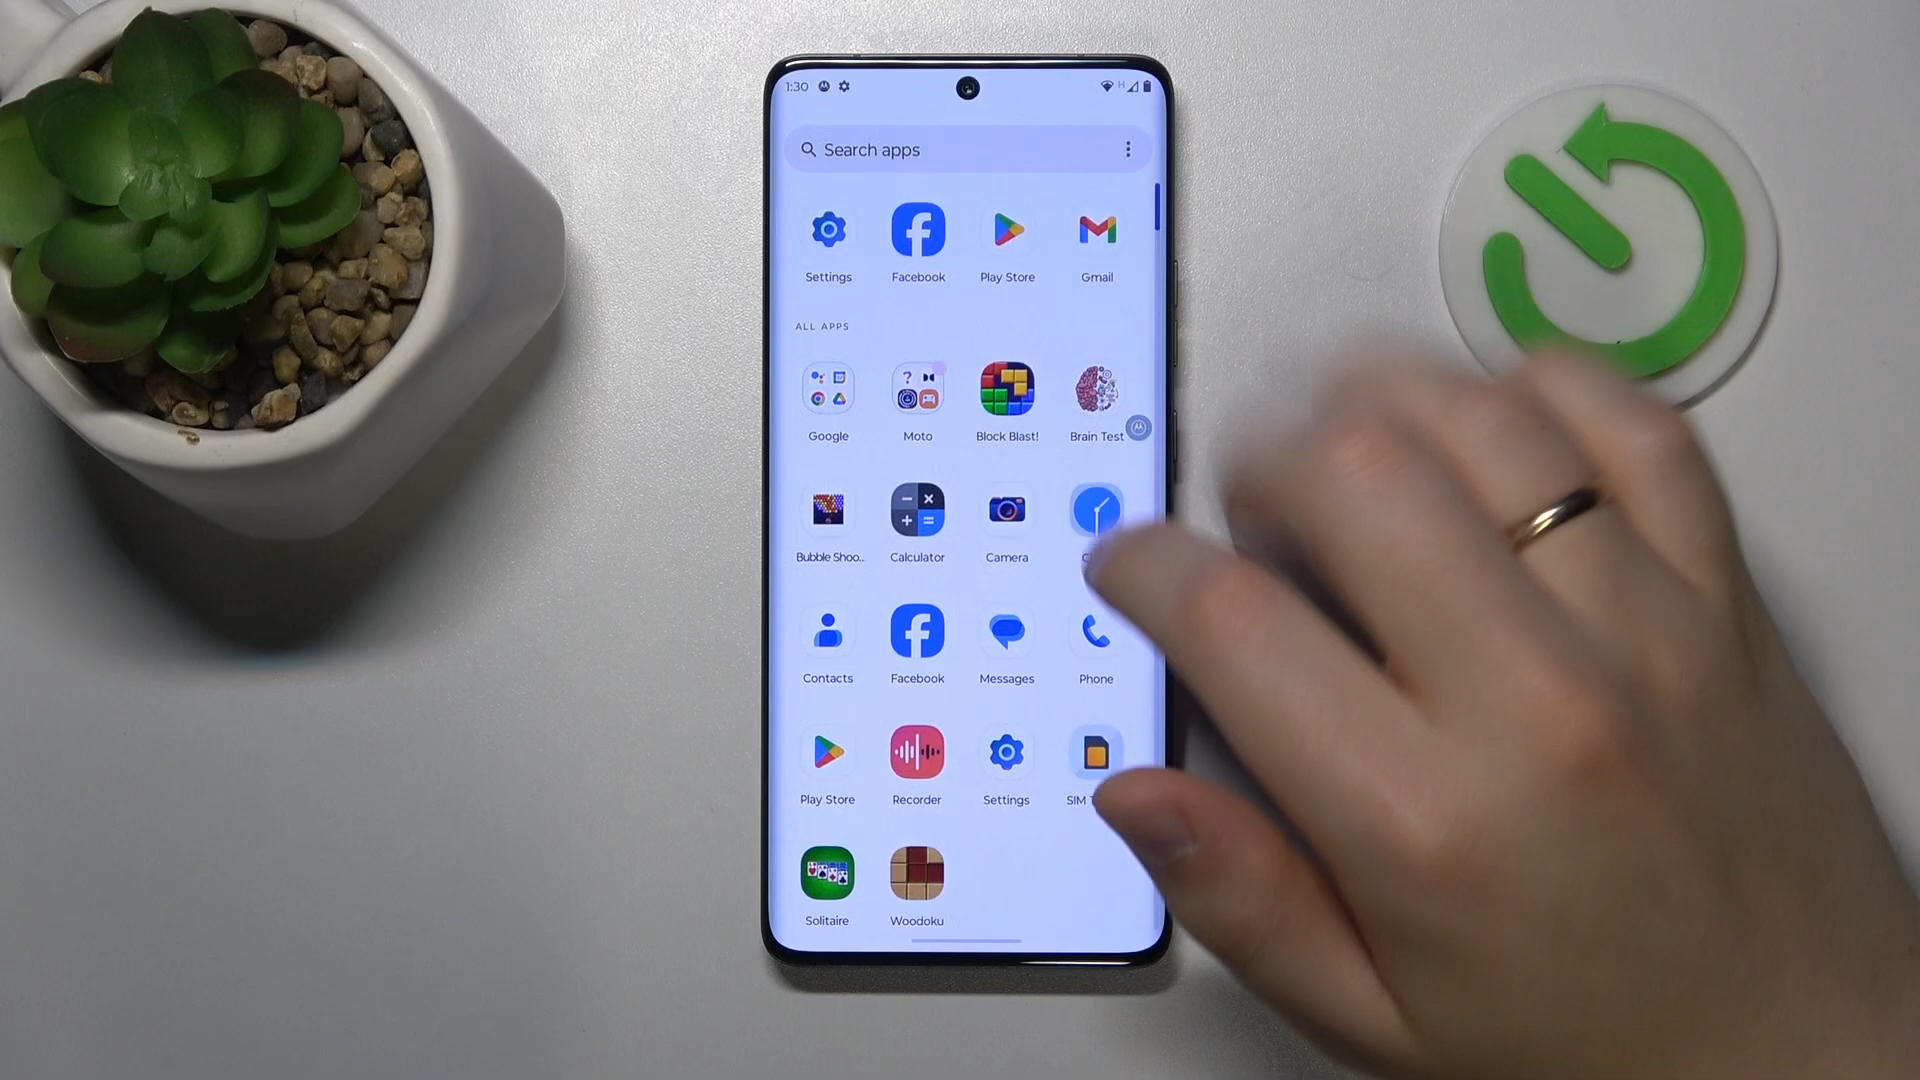 1:30 H
Search apps
Settings Facebook Play Store Gmail
ALL APPS
Google Moto Block Blast! Brain Test
Bubble Shoo.. Calculator Camera
Contacts Facebook Messages Phone
Play Store Recorder Settings SIM
Solitaire Woodoku